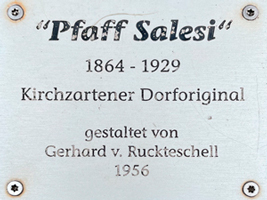 “Pfaff Salesi“
1864 - 1929
Kirchzartener Dorforiginal
gestaltet von
Gerhard v. Ruckteschell
1956